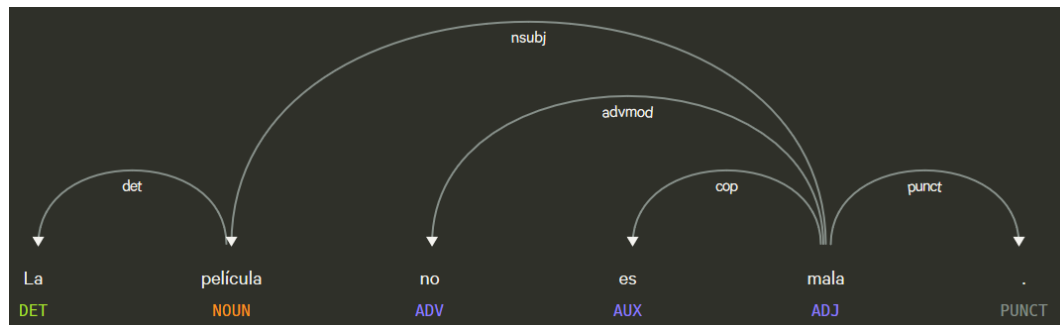 nsubj
advmod
det cop punct
La película no es mala .
DET NOUN ADV AUX ADJ PUNCT